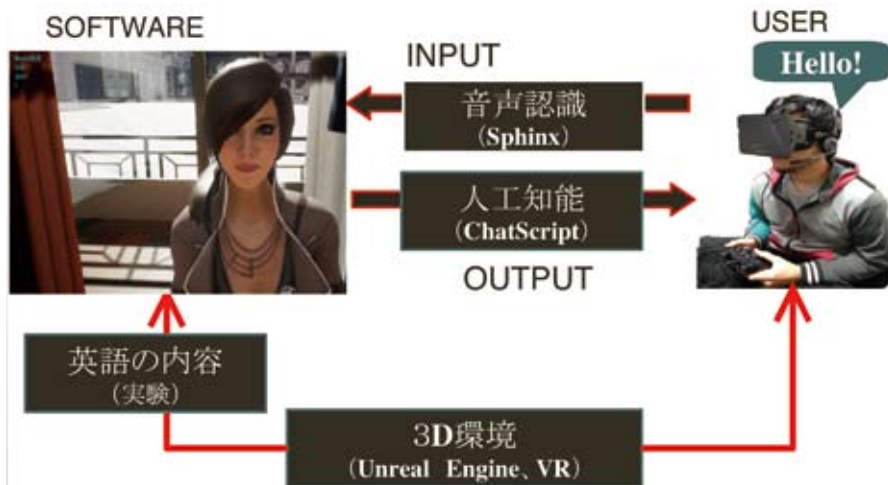 SOFTWARE
USER
INPUT
Hello!
音声認識
(Sphinx)
人工知能
(ChatScript)
OUTPUT
英語の内容
(実験)
3D環境
(Unreal Engine、VR)